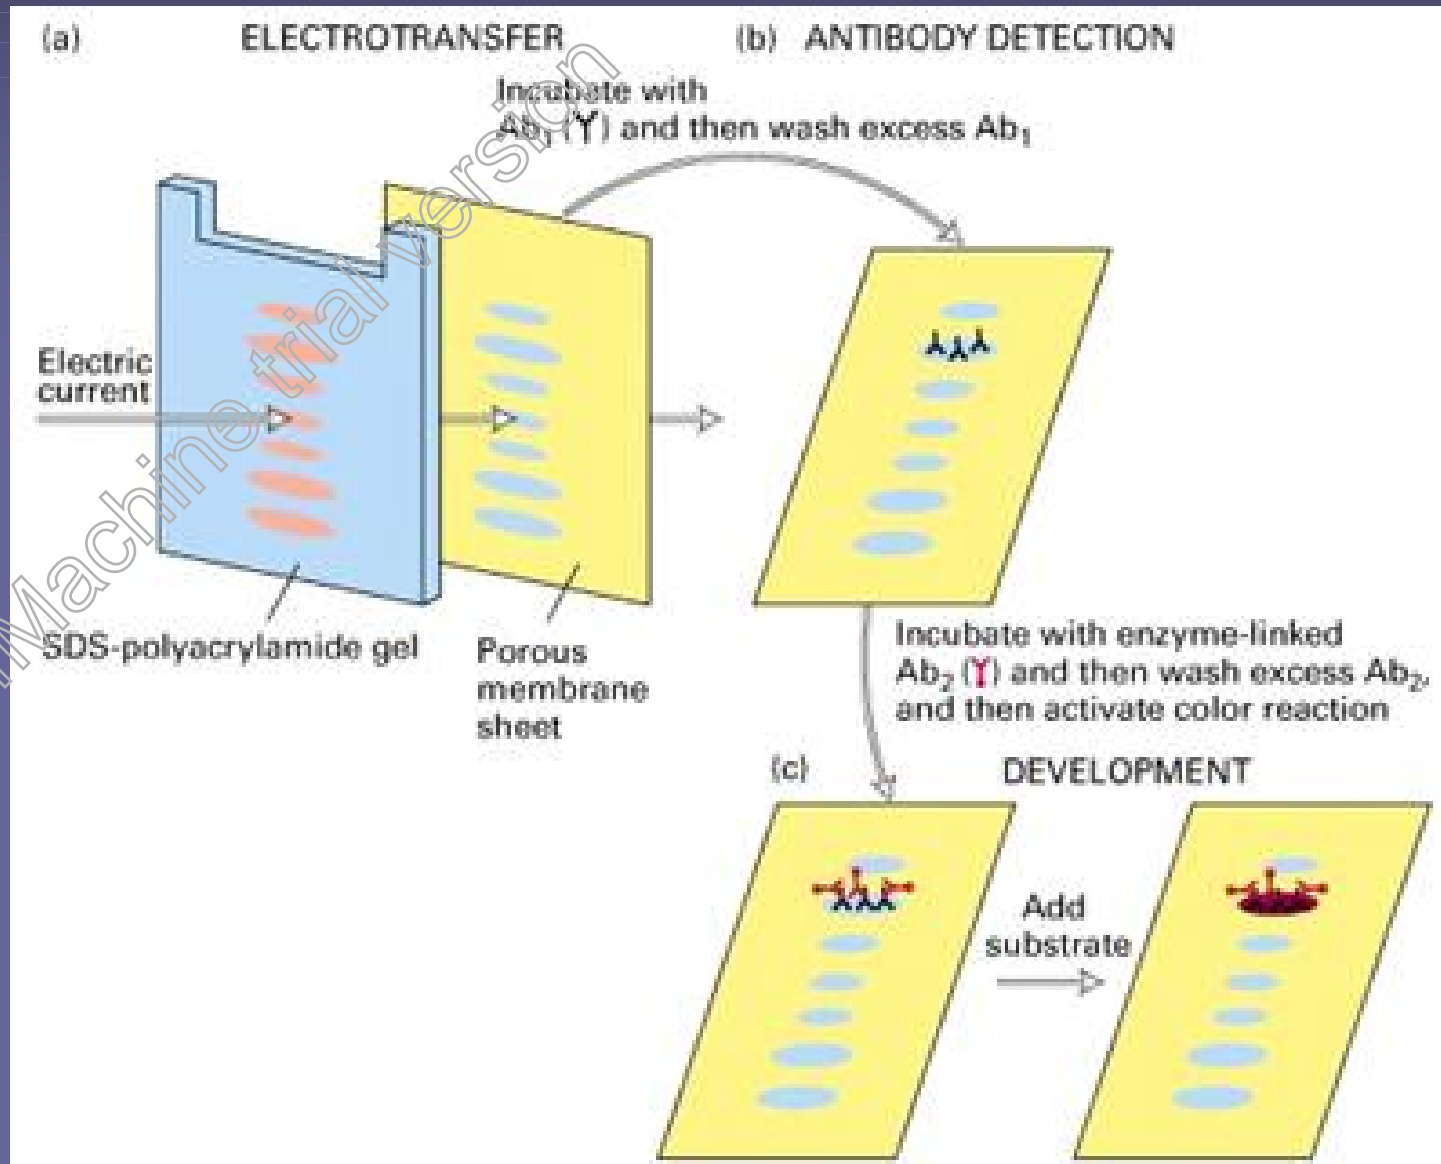 (a) ELECTROTRANSFER
(b) ANTIBODY DETECTION
Incubate with
Ab₁ (Y) and then wash excess Ab₁
Electric
current
SDS-polyacrylamide gel
Porous
membrane
sheet
Incubate with enzyme-linked
Ab₂ (Y) and then wash excess Ab₂,
and then activate color reaction
(c) DEVELOPMENT
Add
substrate
Machine trial version